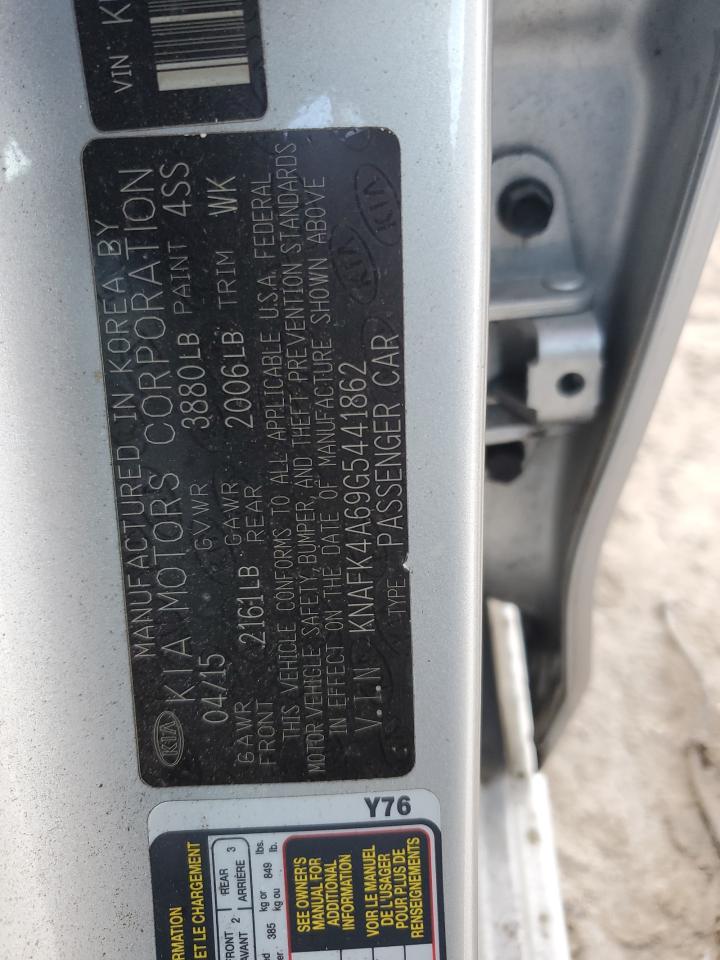 VIN: K
MANUFACTURED IN KOREA BY
KIA MOTORS CORPORATION
KIA
04/15 GVWR 3880LB PAINT 4SS
GAWR FRONT 2161LB GAWR REAR 2006LB TRIM WK
THIS VEHICLE CONFORMS TO ALL APPLICABLE U.S.A. FEDERAL
MOTOR VEHICLE SAFETY, BUMPER, AND THEFT PREVENTION STANDARDS
IN EFFECT ON THE DATE OF MANUFACTURE SHOWN ABOVE
V.I.N KNAFK4A69G5441862
TYPE: PASSENGER CAR
KIA
KIA
Y76
ET LE CHARGEMENT
FRONT 2 REAR 3
AVANT ARRIÈRE
385 kg or 849 lbs.
kg ou lb.
SEE OWNER'S
MANUAL FOR
ADDITIONAL
INFORMATION
VOIR LE MANUEL
DE L'USAGER
POUR PLUS DE
RENSEIGNEMENTS